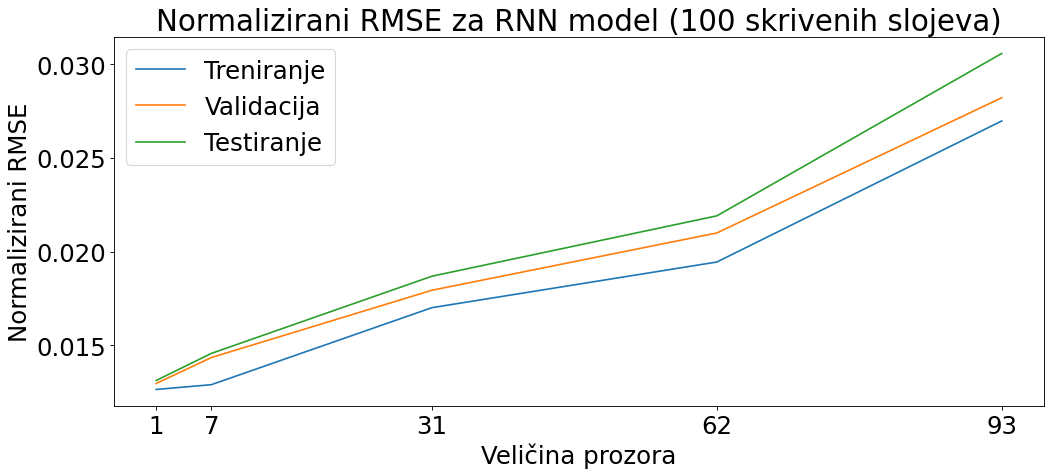 Normalizirani RMSE za RNN model (100 skrivenih slojeva)
Treniranje
Validacija
Testiranje
Normalizirani RMSE
0.030
0.025
0.020
0.015
1 7 31 62 93
Veličina prozora